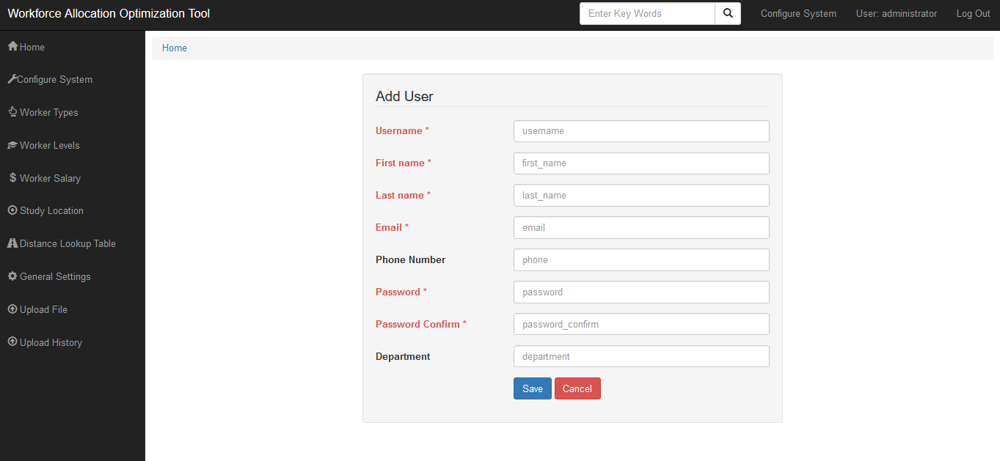 Workforce Allocation Optimization Tool
Enter Key Words
Configure System
User: administrator
Log Out
Home
Configure System
Worker Types
Worker Levels
$ Worker Salary
Study Location
Distance Lookup Table
General Settings
Upload File
Upload History
Home
Add User
Username * username
First name * first_name
Last name * last_name
Email * email
Phone Number phone
Password * password
Password Confirm * password_confirm
Department department
Save Cancel